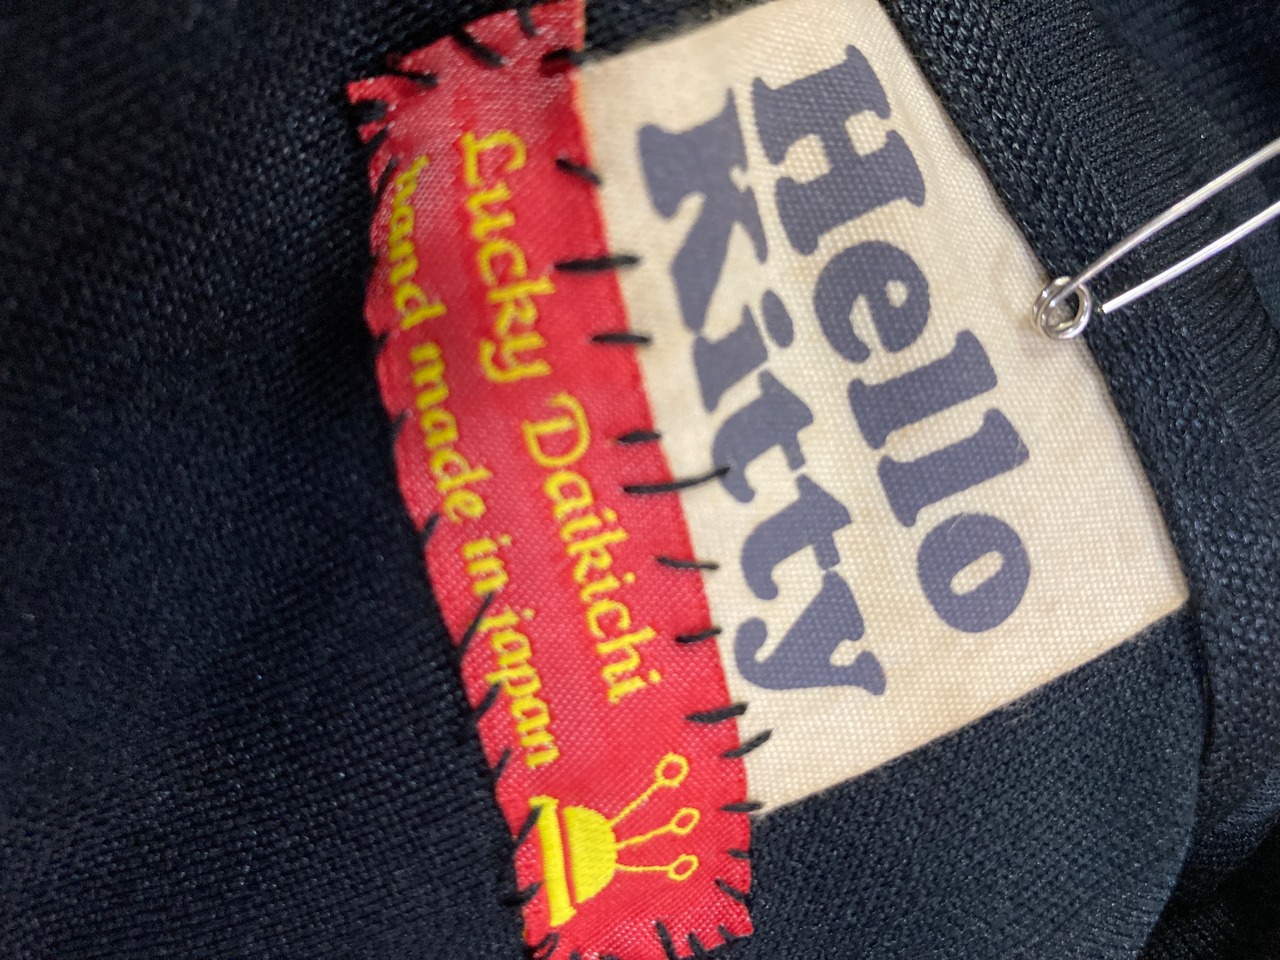 Hello
Kitty
Lucky Daikichi
hand made in japan